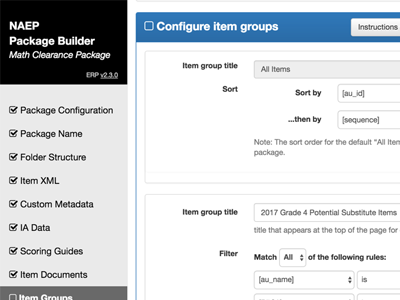 NAEP
Package Builder
Math Clearance Package
ERP v2.3.0
Package Configuration
Package Name
Folder Structure
Item XML
Custom Metadata
IA Data
Scoring Guides
Item Documents
Item Groups
Configure item groups
Instructions
Item group title
All Items
Sort
Sort by
[au_id]
...then by
[sequence]
Note: The sort order for the default "All Item
package.
Item group title
2017 Grade 4 Potential Substitute Items
title that appears at the top of the page for
Filter
Match All of the following rules:
[au_name] is